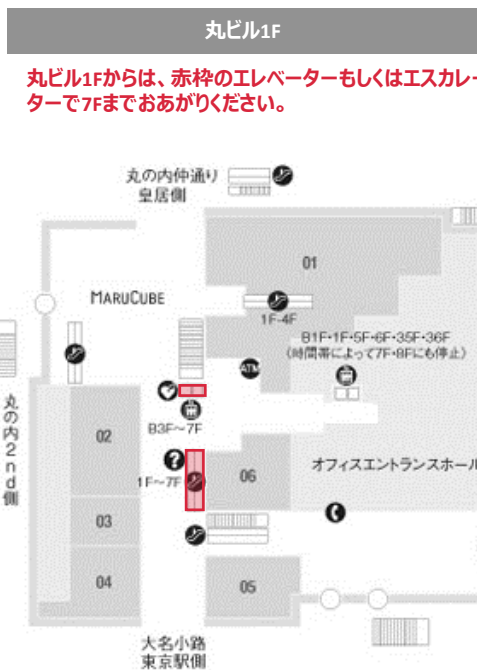 丸ビル1F
丸ビル1Fからは、赤枠のエレベーターもしくはエスカレー
ターで7Fまでおあがりください。
丸の内仲通り
皇居側
01
MARUCUBE
1F-4F
B1F・1F・5F・6F・35F・36F
(時間帯によって7F・8Fにも停止)
ATM
B3F〜7F
丸の内2nd側
02
?
1F〜7F
06
オフィスエントランスホール
03
04
05
大名小路
東京駅側